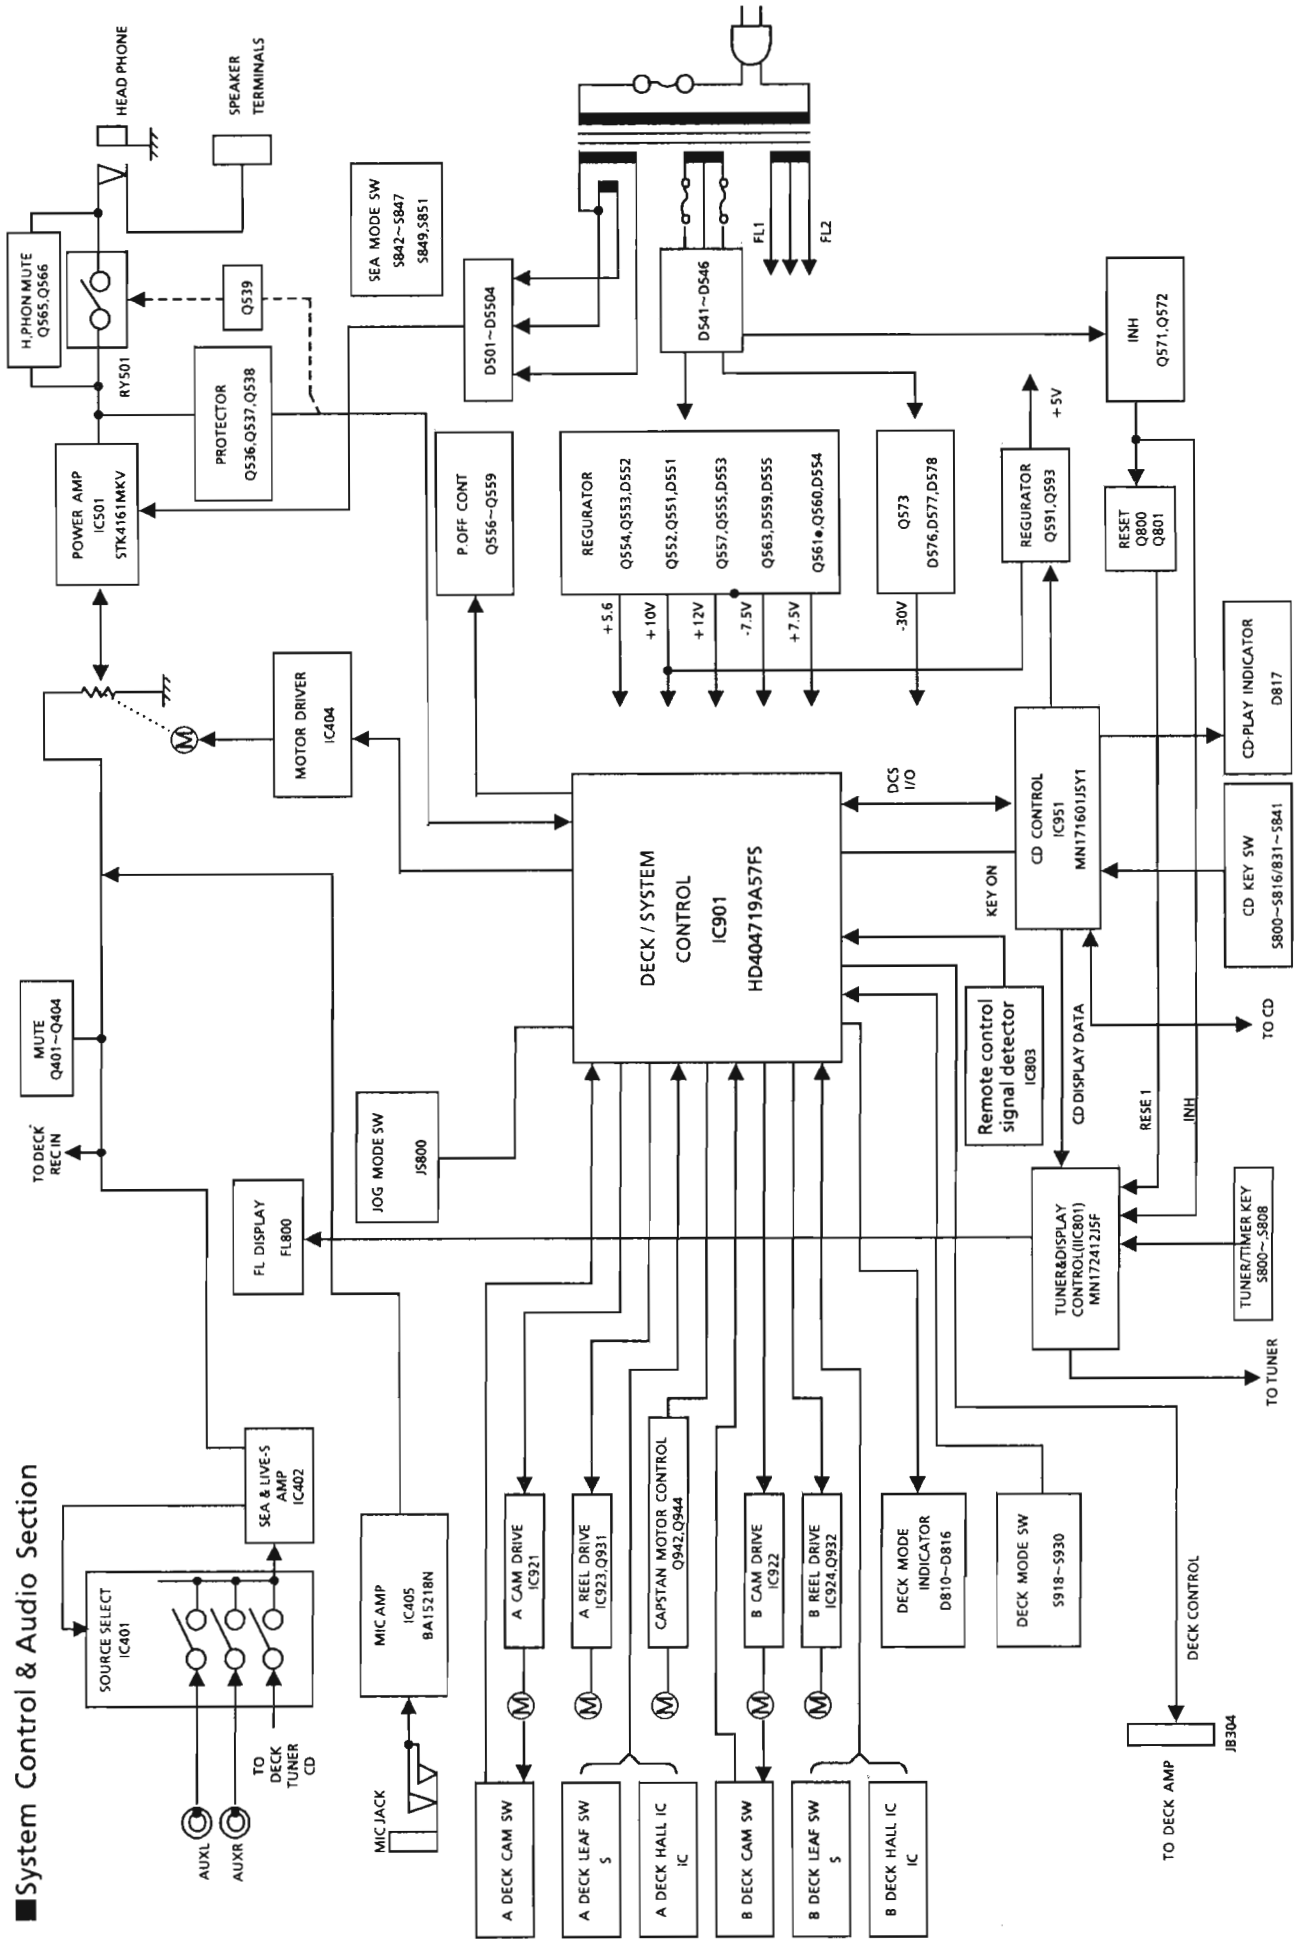 ■System Control & Audio Section
SOURCE SELECT
IC401
AUXL
AUXR
TO
DECK
TUNER
CD
SEA & LIVE-S
AMP
IC402
TO DECK
REC IN
MUTE
Q401~Q404
POWER AMP
IC501
STK4161MKV
H,PHON MUTE
Q565,Q566
RY501
HEAD PHONE
SPEAKER
TERMINALS
PROTECTOR
Q536,Q537,Q538
Q539
FL DISPLAY
FL800
MOTOR DRIVER
IC404
M
SEA MODE SW
S842~S847
S849,S851
MIC JACK
MIC AMP
IC405
BA15218N
JOG MODE SW
JS800
P.OFF CONT
Q556~Q559
D501~D5504
A DECK CAM SW
M
A CAM DRIVE
IC921
A DECK LEAF SW
S
M
A REEL DRIVE
IC923,Q931
A DECK HALL IC
iC
M
CAPSTAN MOTOR CONTROL
Q942,Q944
B DECK CAM SW
M
B CAM DRIVE
IC922
B DECK LEAF SW
S
M
B REEL DRIVE
IC924,Q932
B DECK HALL IC
IC
DECK MODE
INDICATOR
D810~D816
DECK MODE SW
S918~S930
DECK / SYSTEM
CONTROL
IC901
HD404719A57FS
REGURATOR
Q554,Q553,D552
Q552,Q551,D551
Q557,Q555,D553
Q563,D559,D555
Q561●,Q560,D554
+5.6
+10V
+12V
-7.5V
+7.5V
D541~D546
FL1
FL2
Q573
D576,D577,D578
-30V
DCS
I/O
KEY ON
Remote control
signal detector
IC803
CD CONTROL
IC951
MN171601JSY1
REGURATOR
Q591,Q593
+5V
INH
Q571,Q572
RESET
Q800
Q801
CD DISPLAY DATA
TUNER&DISPLAY
CONTROL(IIC801)
MN172412JSF
RESE 1
INH
TO CD
TO TUNER
TUNER/TIMER KEY
S800~,S808
CD KEY SW
S800~S816/831~S841
CD-PLAY INDICATOR
D817
DECK CONTROL
TO DECK AMP
JB304